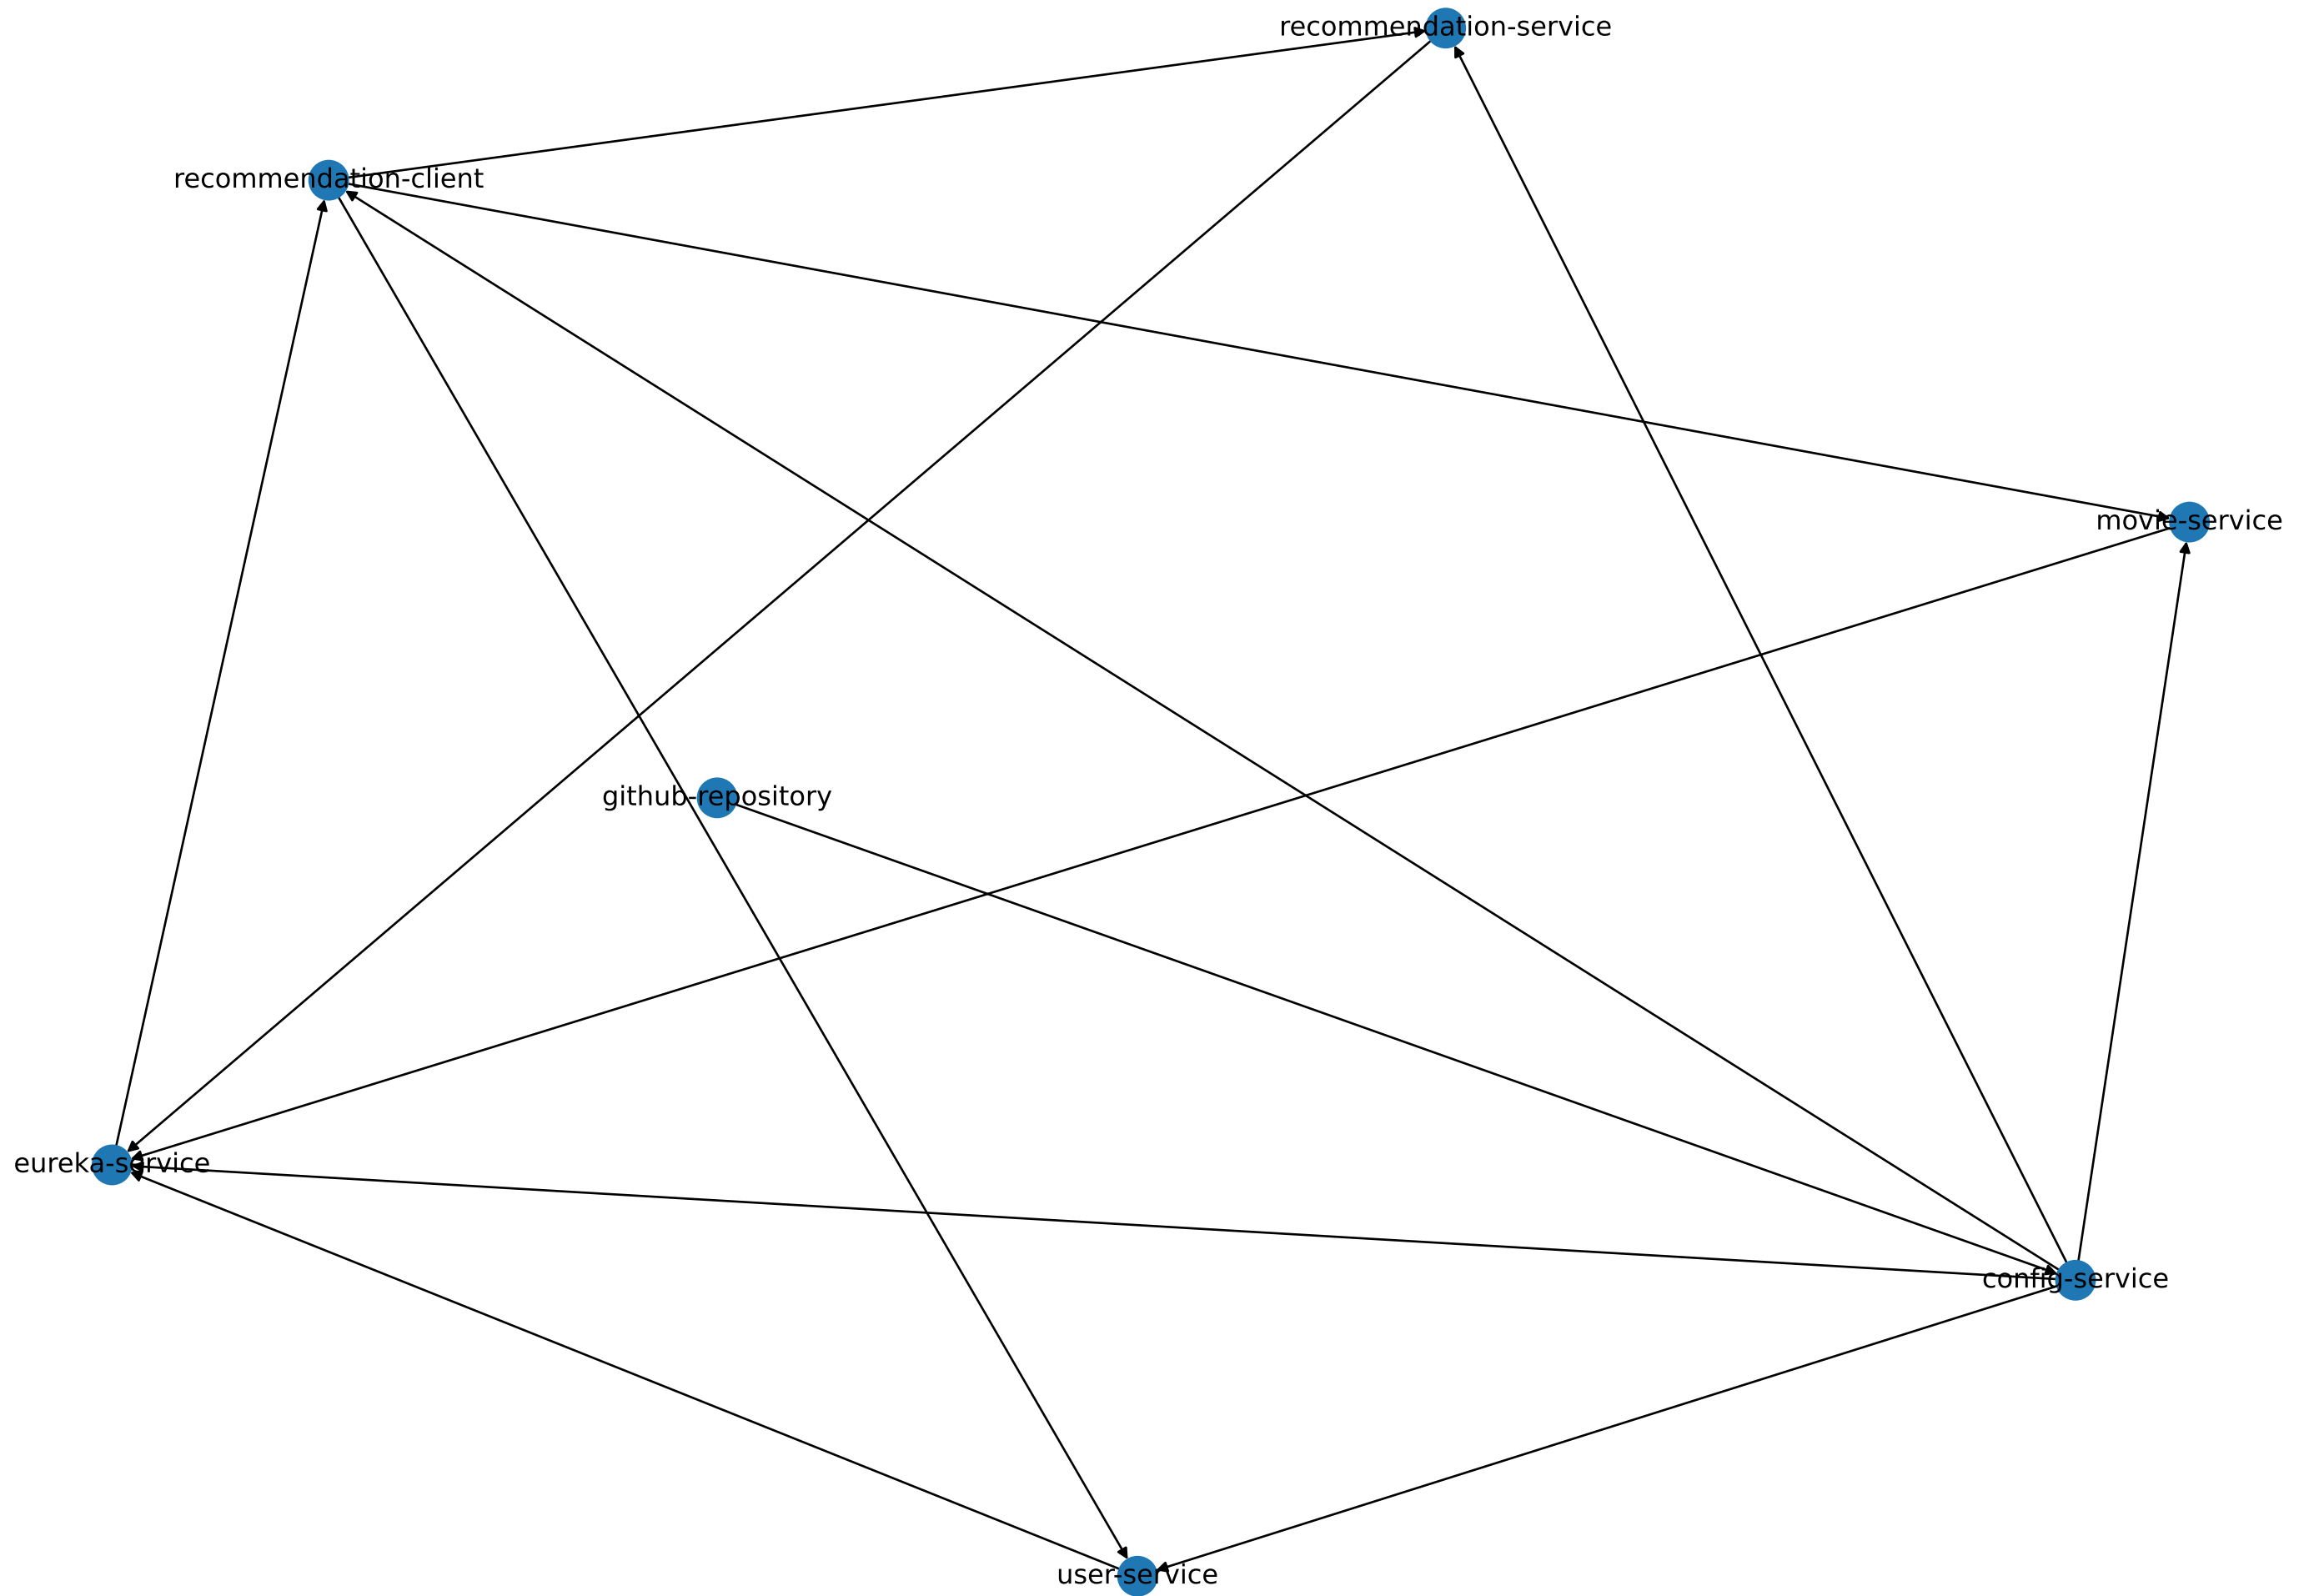 recommendation-service
recommendation-client
movie-service
github-repository
eureka-service
config-service
user-service